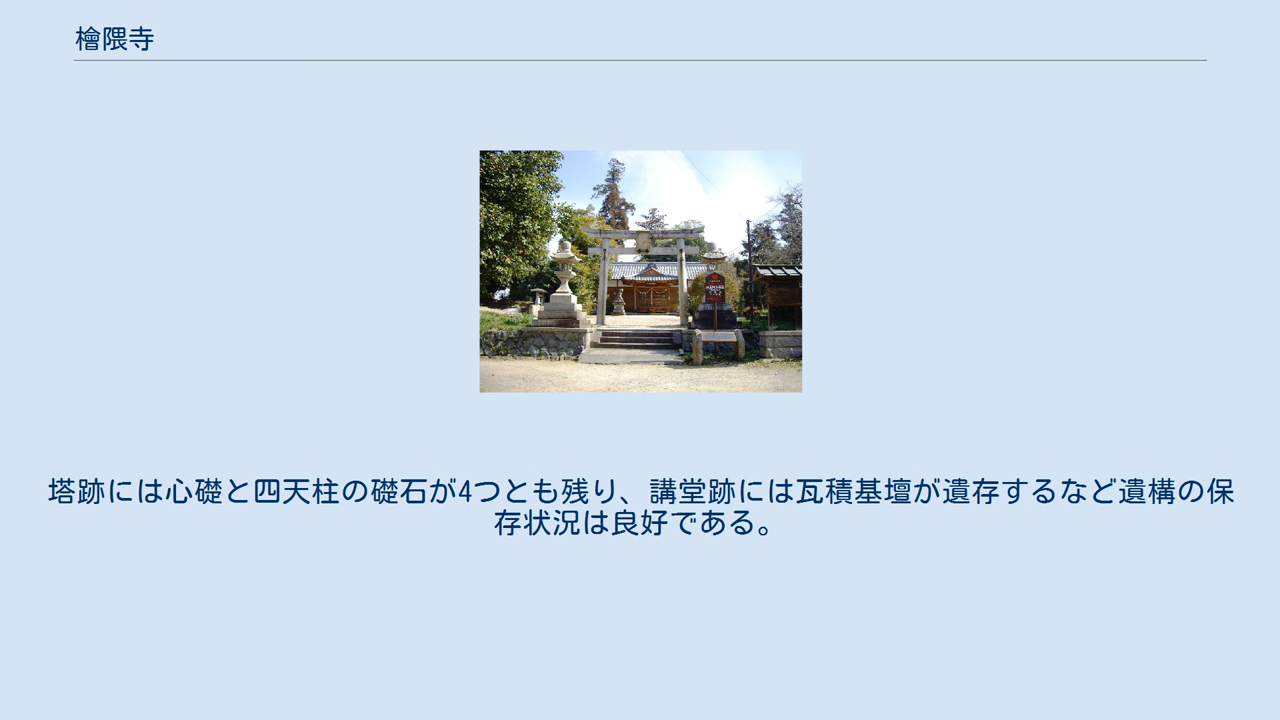 檜隈寺
塔跡には心礎と四天柱の礎石が4つとも残り、講堂跡には瓦積基壇が遺存するなど遺構の保
存状況は良好である。